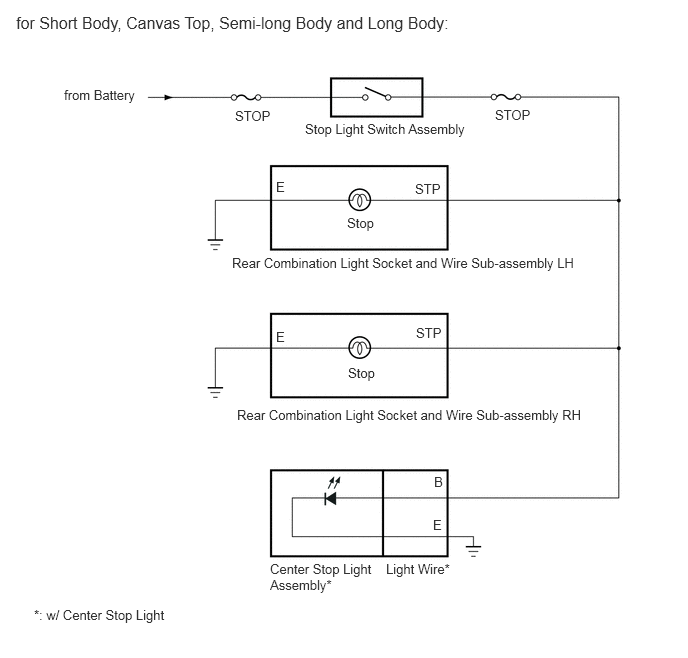 for Short Body, Canvas Top, Semi-long Body and Long Body:
from Battery
STOP
STOP
Stop Light Switch Assembly
E
STP
Stop
Rear Combination Light Socket and Wire Sub-assembly LH
E
STP
Stop
Rear Combination Light Socket and Wire Sub-assembly RH
B
E
Center Stop Light
Assembly*
Light Wire*
*: w/ Center Stop Light